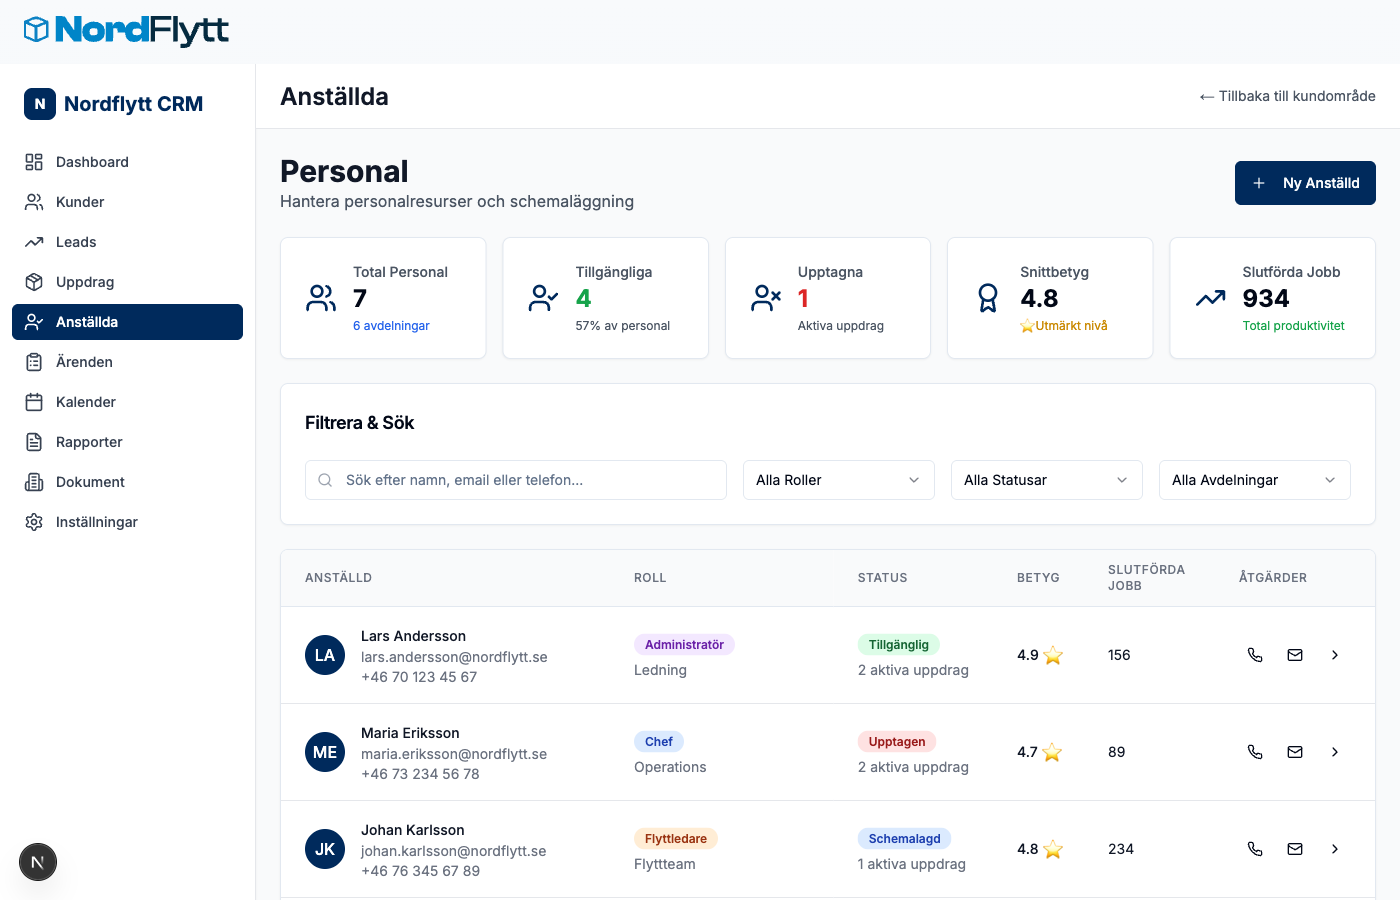 NordFlytt
N Nordflytt CRM
Anställda
← Tillbaka till kundområde
Dashboard
Kunder
Leads
Uppdrag
Anställda
Ärenden
Kalender
Rapporter
Dokument
Inställningar
N
Personal
Hantera personalresurser och schemaläggning
+ Ny Anställd
Total Personal
7
6 avdelningar
Tillgängliga
4
57% av personal
Upptagna
1
Aktiva uppdrag
Snittbetyg
4.8
⭐Utmärkt nivå
Slutförda Jobb
934
Total produktivitet
Filtrera & Sök
Sök efter namn, email eller telefon...
Alla Roller
Alla Statusar
Alla Avdelningar
ANSTÄLLD ROLL STATUS BETYG SLUTFÖRDA JOBB ÅTGÄRDER
LA
Lars Andersson
lars.andersson@nordflytt.se
+46 70 123 45 67
Administratör
Ledning
Tillgänglig
2 aktiva uppdrag
4.9 ⭐
156
ME
Maria Eriksson
maria.eriksson@nordflytt.se
+46 73 234 56 78
Chef
Operations
Upptagen
2 aktiva uppdrag
4.7 ⭐
89
JK
Johan Karlsson
johan.karlsson@nordflytt.se
+46 76 345 67 89
Flyttledare
Flyttteam
Schemalagd
1 aktiva uppdrag
4.8 ⭐
234